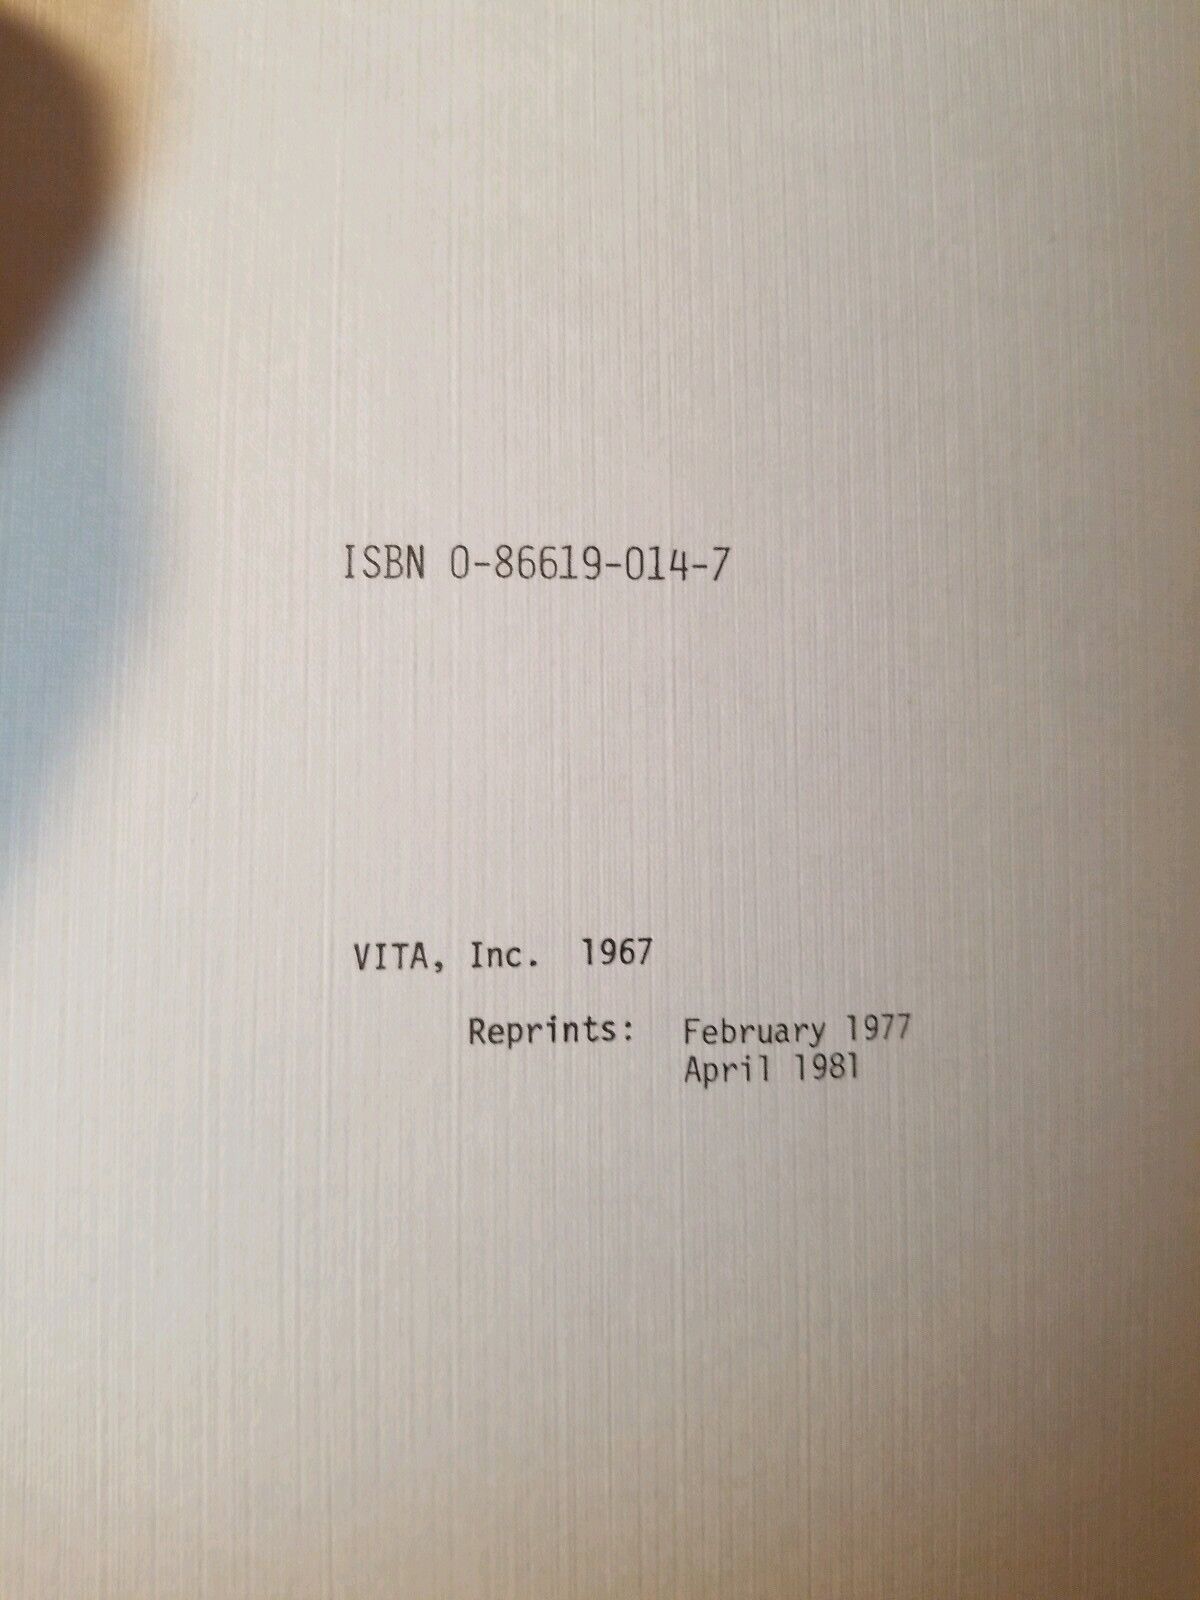 ISBN 0-86619-014-7
VITA, Inc. 1967
Reprints: February 1977
April 1981